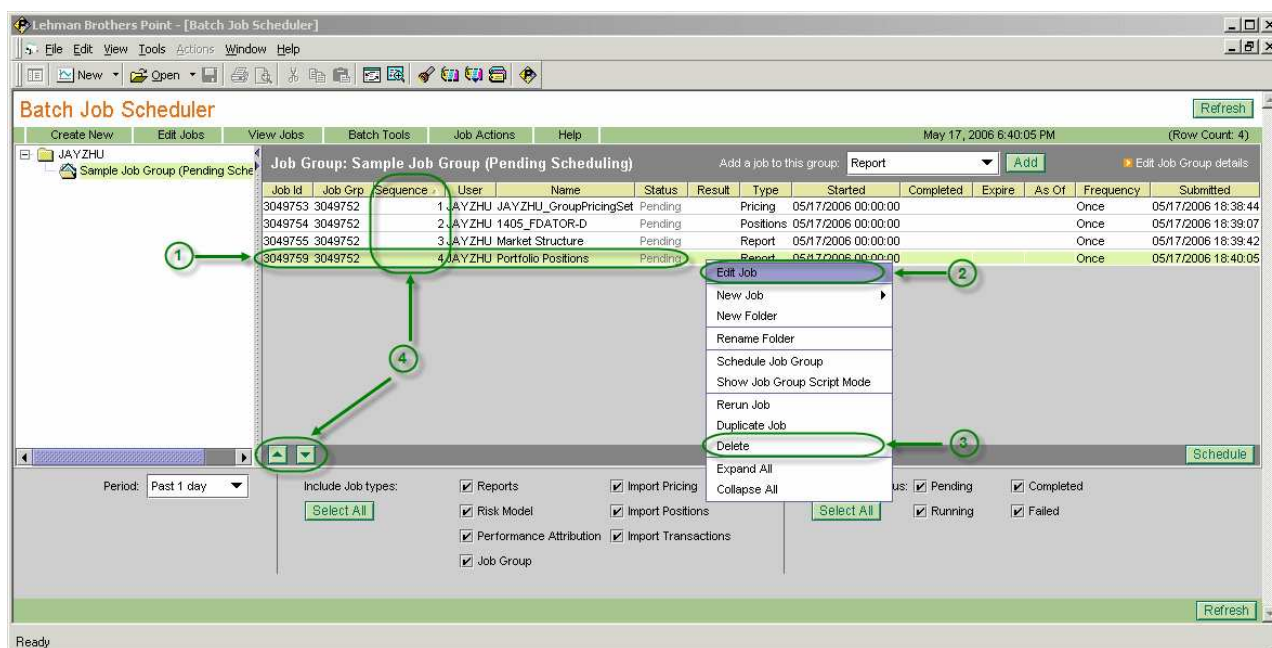 Lehman Brothers Point - [Batch Job Scheduler]
File Edit View Tools Actions Window Help
New Open
Batch Job Scheduler
Refresh
Create New Edit Jobs View Jobs Batch Tools Job Actions Help May 17, 2006 6:40:05 PM (Row Count: 4)
JAYZHU
Sample Job Group (Pending Sche
Job Group: Sample Job Group (Pending Scheduling) Add a job to this group: Report Add Edit Job Group details
Job Id Job Grp Sequence User Name Status Result Type Started Completed Expire As Of Frequency Submitted
3049753 3049752 1 JAYZHU JAYZHU_GroupPricingSet Pending Pricing 05/17/2006 00:00:00 Once 05/17/2006 18:38:44
3049754 3049752 2 JAYZHU 1405_FDATOR-D Pending Positions 05/17/2006 00:00:00 Once 05/17/2006 18:39:07
3049755 3049752 3 JAYZHU Market Structure Pending Report 05/17/2006 00:00:00 Once 05/17/2006 18:39:42
3049759 3049752 4 JAYZHU Portfolio Positions Pending Report 05/17/2006 00:00:00 Once 05/17/2006 18:40:05
1
Edit Job
2
New Job
New Folder
Rename Folder
4
Schedule Job Group
Show Job Group Script Mode
Rerun Job
Duplicate Job
Delete
3
Schedule
Expand All
Collapse All
Period: Past 1 day Include Job types: Reports Import Pricing us: Pending Completed
Select All Risk Model Import Positions Select All Running Failed
Performance Attribution Import Transactions
Job Group
Refresh
Ready